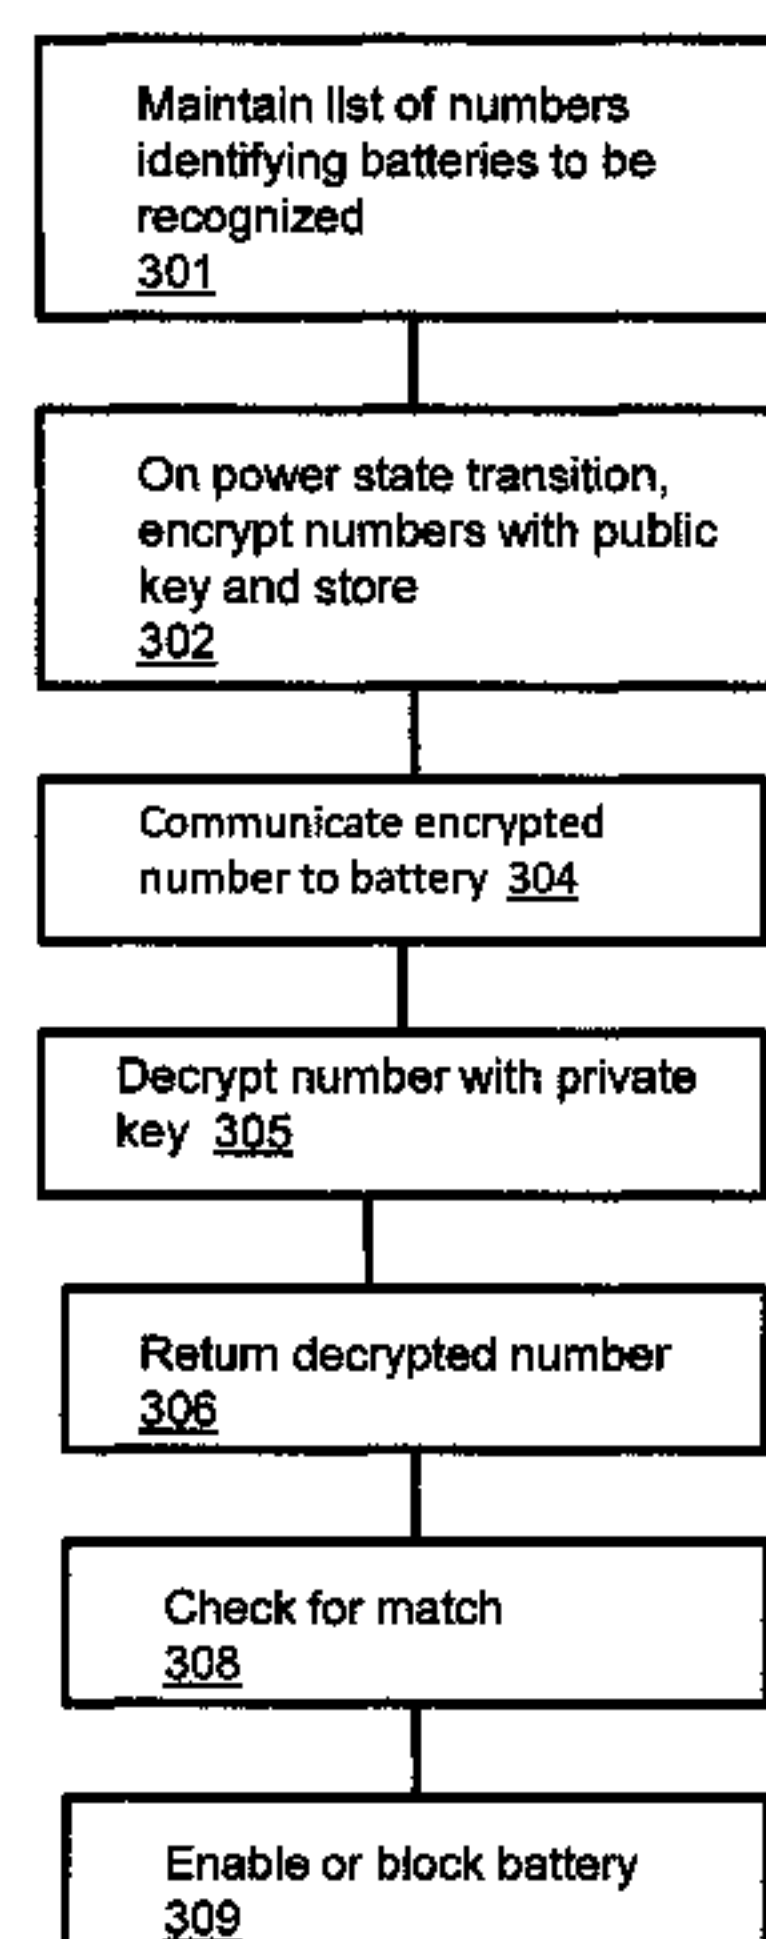 Maintain list of numbers
identifying batteries to be
recognized
301
On power state transition,
encrypt numbers with public
key and store
302
Communicate encrypted
number to battery 304
Decrypt number with private
key 305
Return decrypted number
306
Check for match
308
Enable or block battery
309